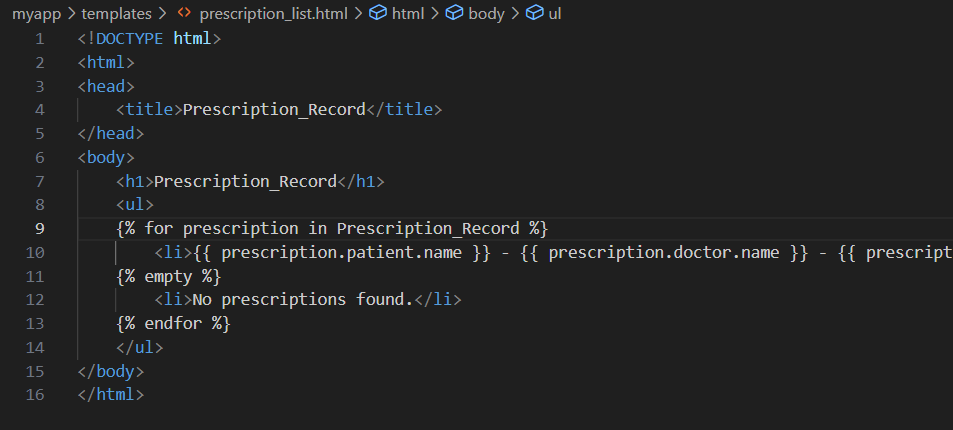 myapp > templates > <> prescription_list.html > html > body > ul
1 <!DOCTYPE html>
2 <html>
3 <head>
4     <title>Prescription_Record</title>
5 </head>
6 <body>
7     <h1>Prescription_Record</h1>
8     <ul>
9     {% for prescription in Prescription_Record %}
10         <li>{{ prescription.patient.name }} - {{ prescription.doctor.name }} - {{ prescript
11     {% empty %}
12         <li>No prescriptions found.</li>
13     {% endfor %}
14     </ul>
15 </body>
16 </html>